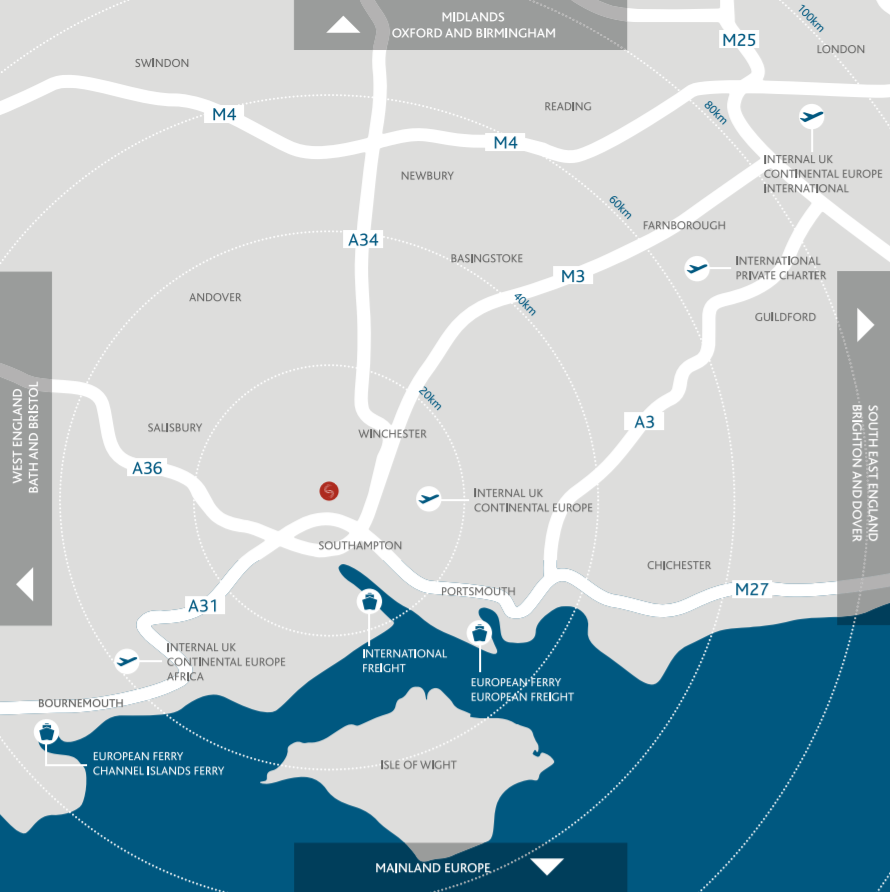 MIDLANDS
OXFORD AND BIRMINGHAM
100km
M25
LONDON
SWINDON
READING
80km
M4
M4
INTERNAL UK
CONTINENTAL EUROPE
INTERNATIONAL
NEWBURY
60km
FARNBOROUGH
A34
BASINGSTOKE
INTERNATIONAL
PRIVATE CHARTER
M3
ANDOVER
40km
GUILDFORD
WEST ENGLAND
BATH AND BRISTOL
20km
SOUTH EAST ENGLAND
BRIGHTON AND DOVER
SALISBURY
WINCHESTER
A3
A36
INTERNAL UK
CONTINENTAL EUROPE
SOUTHAMPTON
CHICHESTER
PORTSMOUTH
M27
A31
INTERNAL UK
CONTINENTAL EUROPE
AFRICA
INTERNATIONAL
FREIGHT
EUROPEAN FERRY
EUROPEAN FREIGHT
BOURNEMOUTH
EUROPEAN FERRY
CHANNEL ISLANDS FERRY
ISLE OF WIGHT
MAINLAND EUROPE